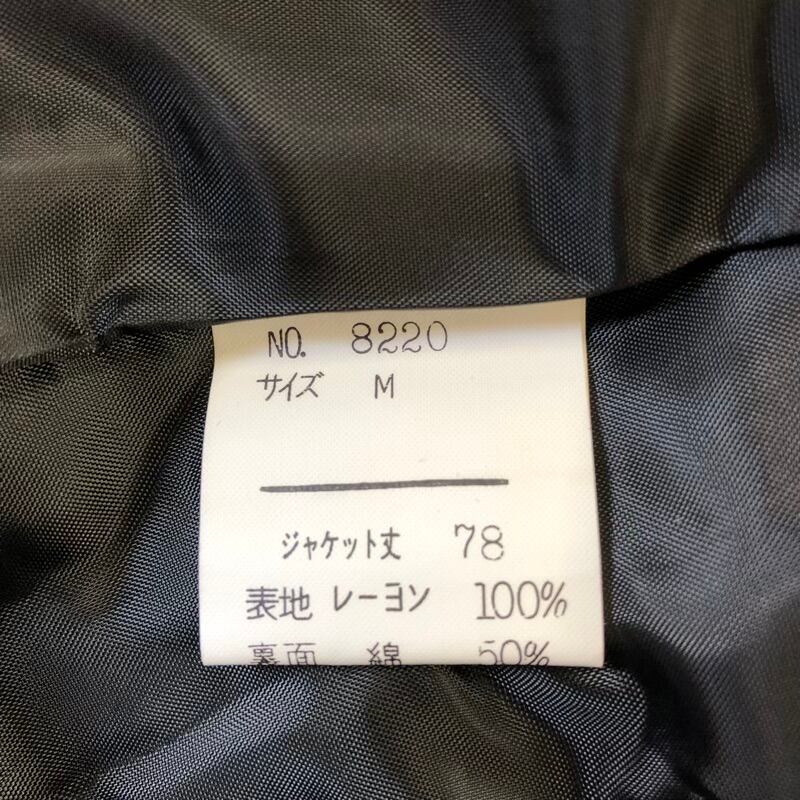 NO. 8220
サイズ M
ジャケット丈 78
表地 レーヨン 100%
裏面 綿 50%